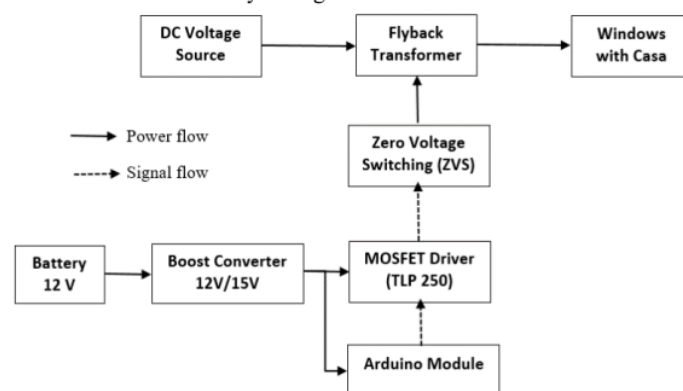 DC Voltage
Source
Flyback
Transformer
Windows
with Casa
Zero Voltage
Switching (ZVS)
Power flow
Signal flow
Battery
12 V
Boost Converter
12V/15V
MOSFET Driver
(TLP 250)
Arduino Module